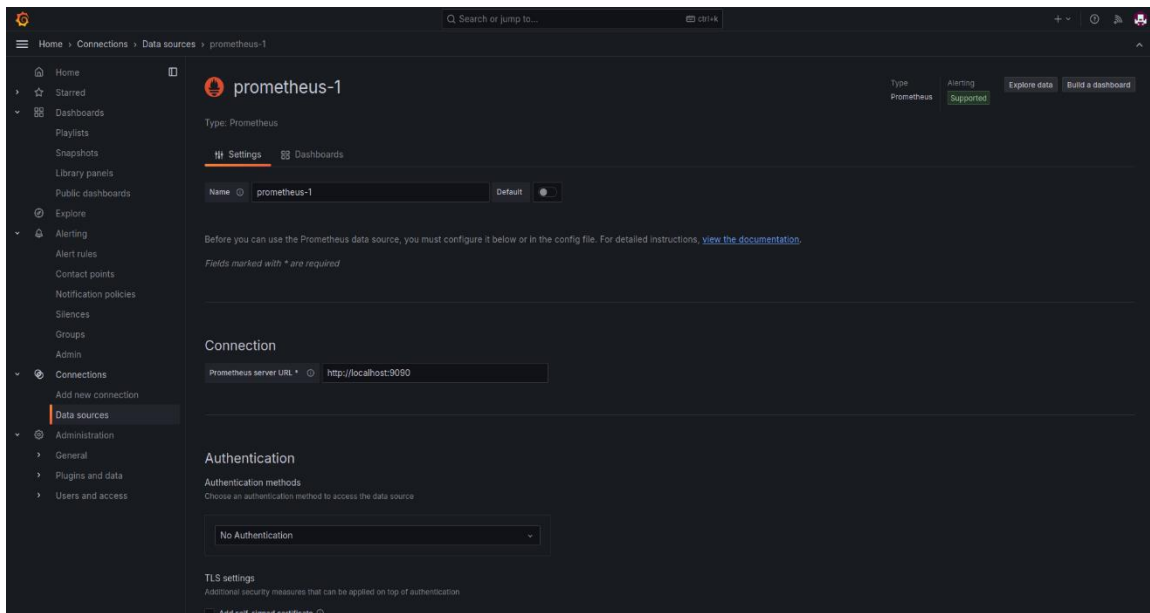 Search or jump to...
ctrl+k
Home › Connections › Data sources › prometheus-1
Home
Starred
Dashboards
Playlists
Snapshots
Library panels
Public dashboards
Explore
Alerting
Alert rules
Contact points
Notification policies
Silences
Groups
Admin
Connections
Add new connection
Data sources
Administration
General
Plugins and data
Users and access
prometheus-1
Type
Prometheus
Alerting
Supported
Explore data
Build a dashboard
Type: Prometheus
Settings
Dashboards
Name
prometheus-1
Default
Before you can use the Prometheus data source, you must configure it below or in the config file. For detailed instructions, view the documentation.
Fields marked with * are required
Connection
Prometheus server URL *
http://localhost:9090
Authentication
Authentication methods
Choose an authentication method to access the data source
No Authentication
TLS settings
Additional security measures that can be applied on top of authentication
Add self-signed certificate